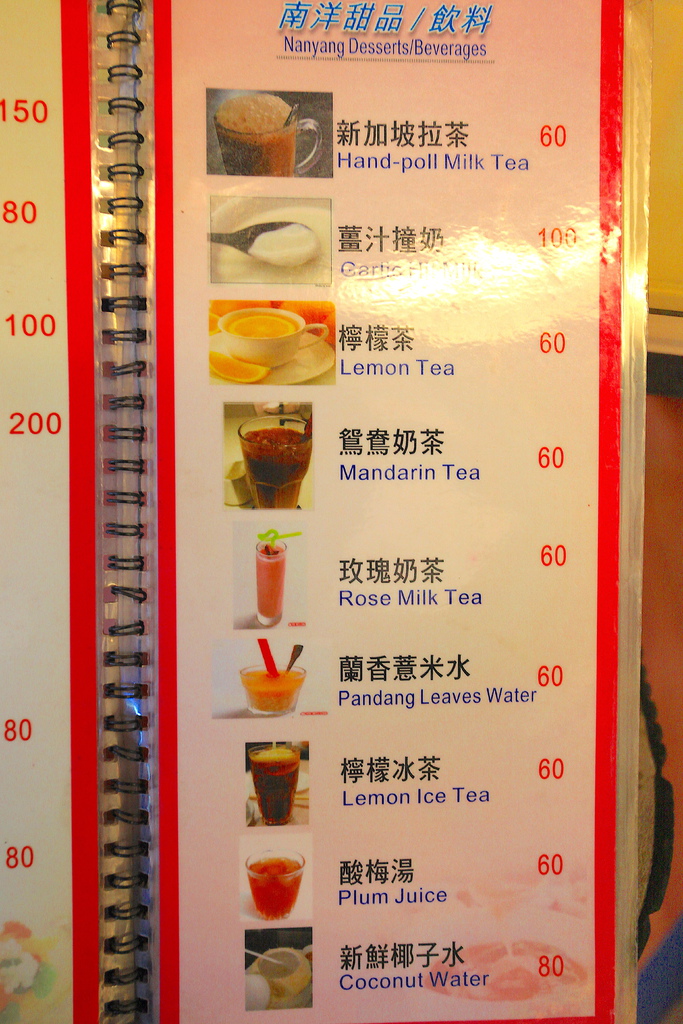 150
80
100
200
80
80
南洋甜品/飲料
Nanyang Desserts/Beverages
新加坡拉茶 60
Hand-poll Milk Tea
薑汁撞奶 100
Garlic Hit Milk
檸檬茶 60
Lemon Tea
鴛鴦奶茶 60
Mandarin Tea
玫瑰奶茶 60
Rose Milk Tea
蘭香薏米水 60
Pandang Leaves Water
檸檬冰茶 60
Lemon Ice Tea
酸梅湯 60
Plum Juice
新鮮椰子水 80
Coconut Water